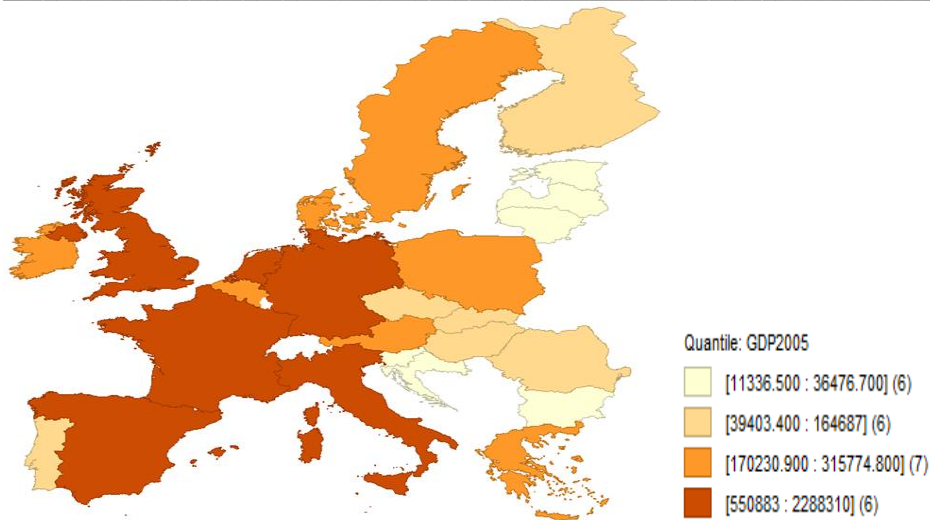 Quantile: GDP2005
[11336.500 : 36476.700] (6)
[39403.400 : 164687] (6)
[170230.900 : 315774.800] (7)
[550883 : 2288310] (6)